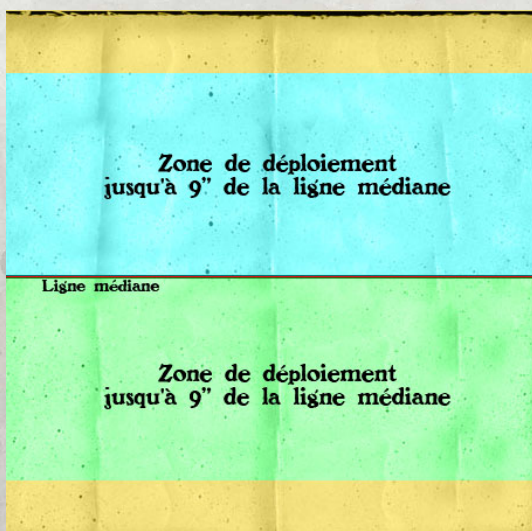 Zone de déploiement
jusqu'à 9" de la ligne médiane
Ligne médiane
Zone de déploiement
jusqu'à 9" de la ligne médiane